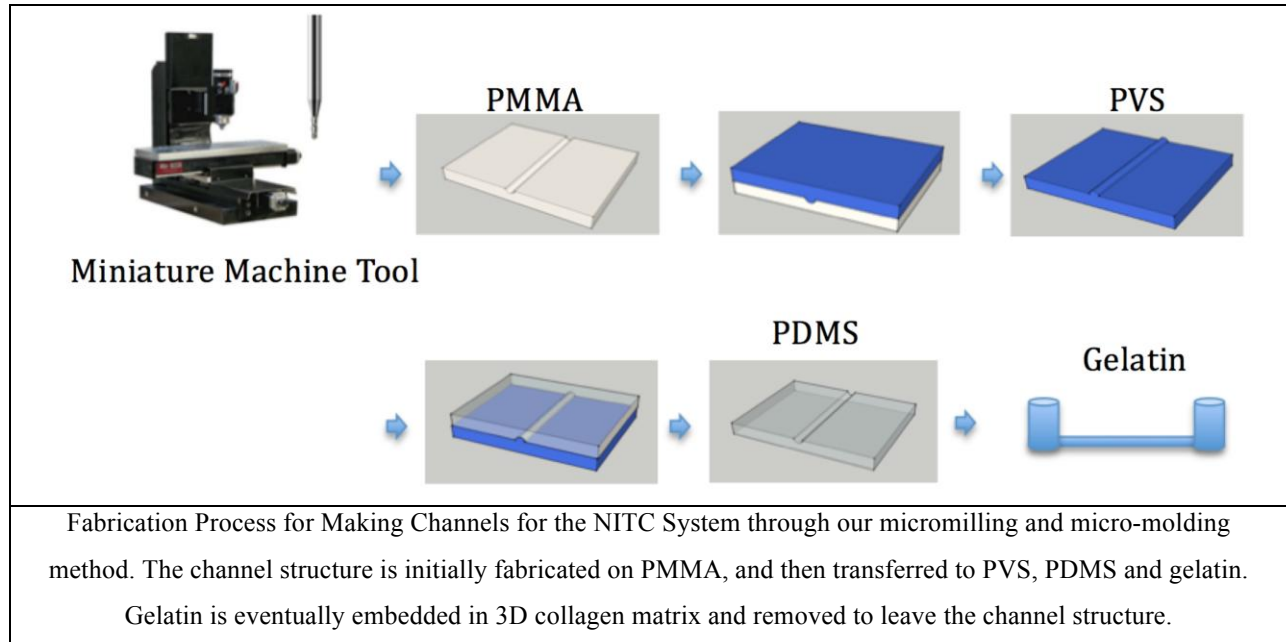 PMMA
PVS
Miniature Machine Tool
PDMS
Gelatin
Fabrication Process for Making Channels for the NITC System through our micromilling and micro-molding
method. The channel structure is initially fabricated on PMMA, and then transferred to PVS, PDMS and gelatin.
Gelatin is eventually embedded in 3D collagen matrix and removed to leave the channel structure.